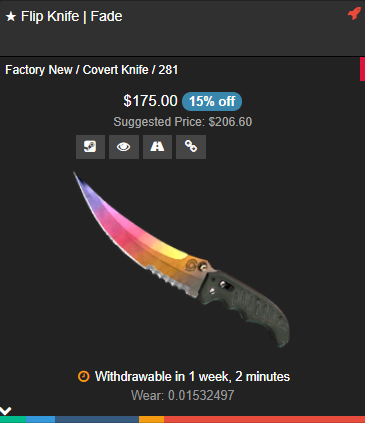 ★ Flip Knife | Fade
Factory New / Covert Knife / 281
$175.00 15% off
Suggested Price: $206.60
Withdrawable in 1 week, 2 minutes
Wear: 0.01532497